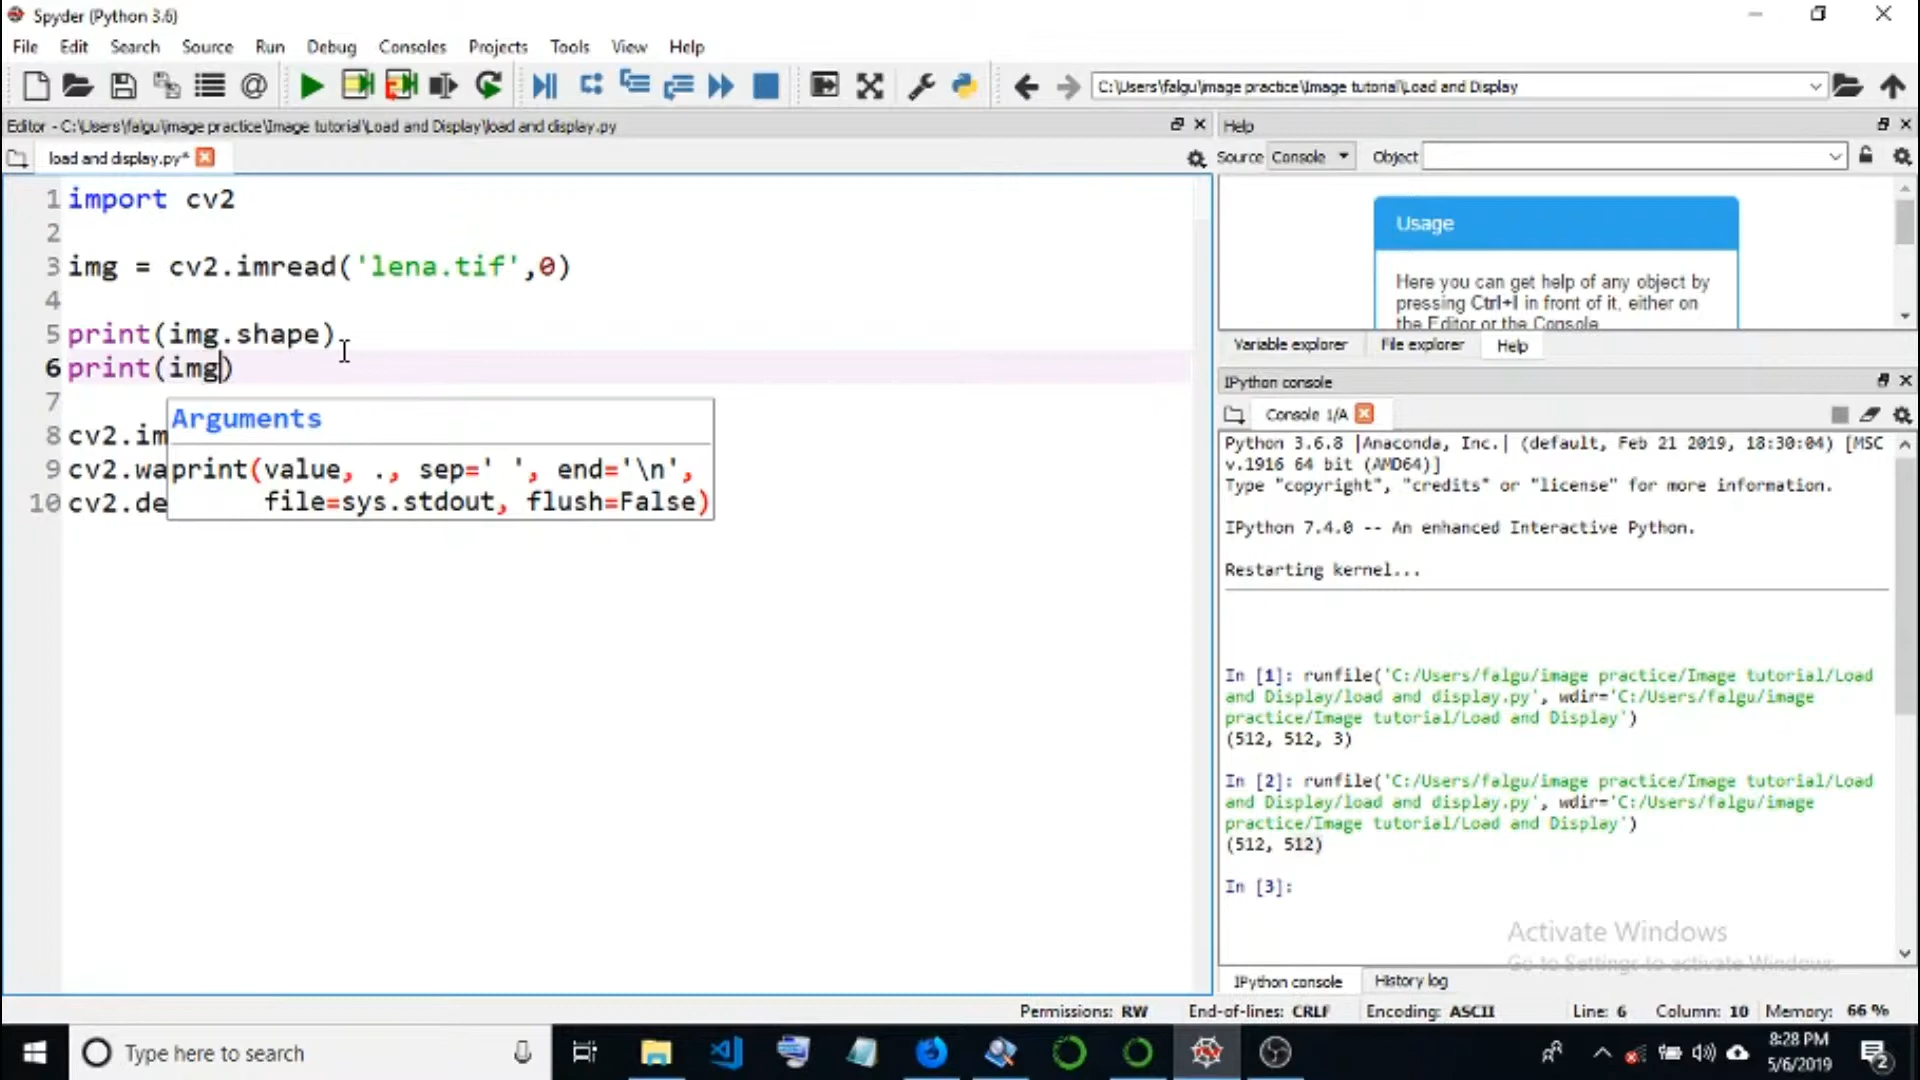 Spyder (Python 3.6)
File Edit Search Source Run Debug Consoles Projects Tools View Help
C:\Users\falgu\image practice\Image tutorial\Load and Display
Editor - C:\Users\falgu\image practice\Image tutorial\Load and Display\load and display.py
load and display.py*
1 import cv2
2
3 img = cv2.imread('lena.tif',0)
4
5 print(img.shape)
6 print(img)
7
8 cv2.im
9 cv2.wa
10 cv2.de
Arguments
print(value, ., sep=' ', end='\n',
file=sys.stdout, flush=False)
Help
Source Console Object
Usage
Here you can get help of any object by
pressing Ctrl+I in front of it, either on
the Editor or the Console
Variable explorer File explorer Help
IPython console
Console 1/A
Python 3.6.8 |Anaconda, Inc.| (default, Feb 21 2019, 18:30:04) [MSC
v.1916 64 bit (AMD64)]
Type "copyright", "credits" or "license" for more information.
IPython 7.4.0 -- An enhanced Interactive Python.
Restarting kernel...
In [1]: runfile('C:/Users/falgu/image practice/Image tutorial/Load
and Display/load and display.py', wdir='C:/Users/falgu/image
practice/Image tutorial/Load and Display')
(512, 512, 3)
In [2]: runfile('C:/Users/falgu/image practice/Image tutorial/Load
and Display/load and display.py', wdir='C:/Users/falgu/image
practice/Image tutorial/Load and Display')
(512, 512)
In [3]:
Activate Windows
Go to Settings to activate Windows.
IPython console History log
Permissions: RW End-of-lines: CRLF Encoding: ASCII Line: 6 Column: 10 Memory: 66 %
Type here to search
8:28 PM
5/6/2019
2